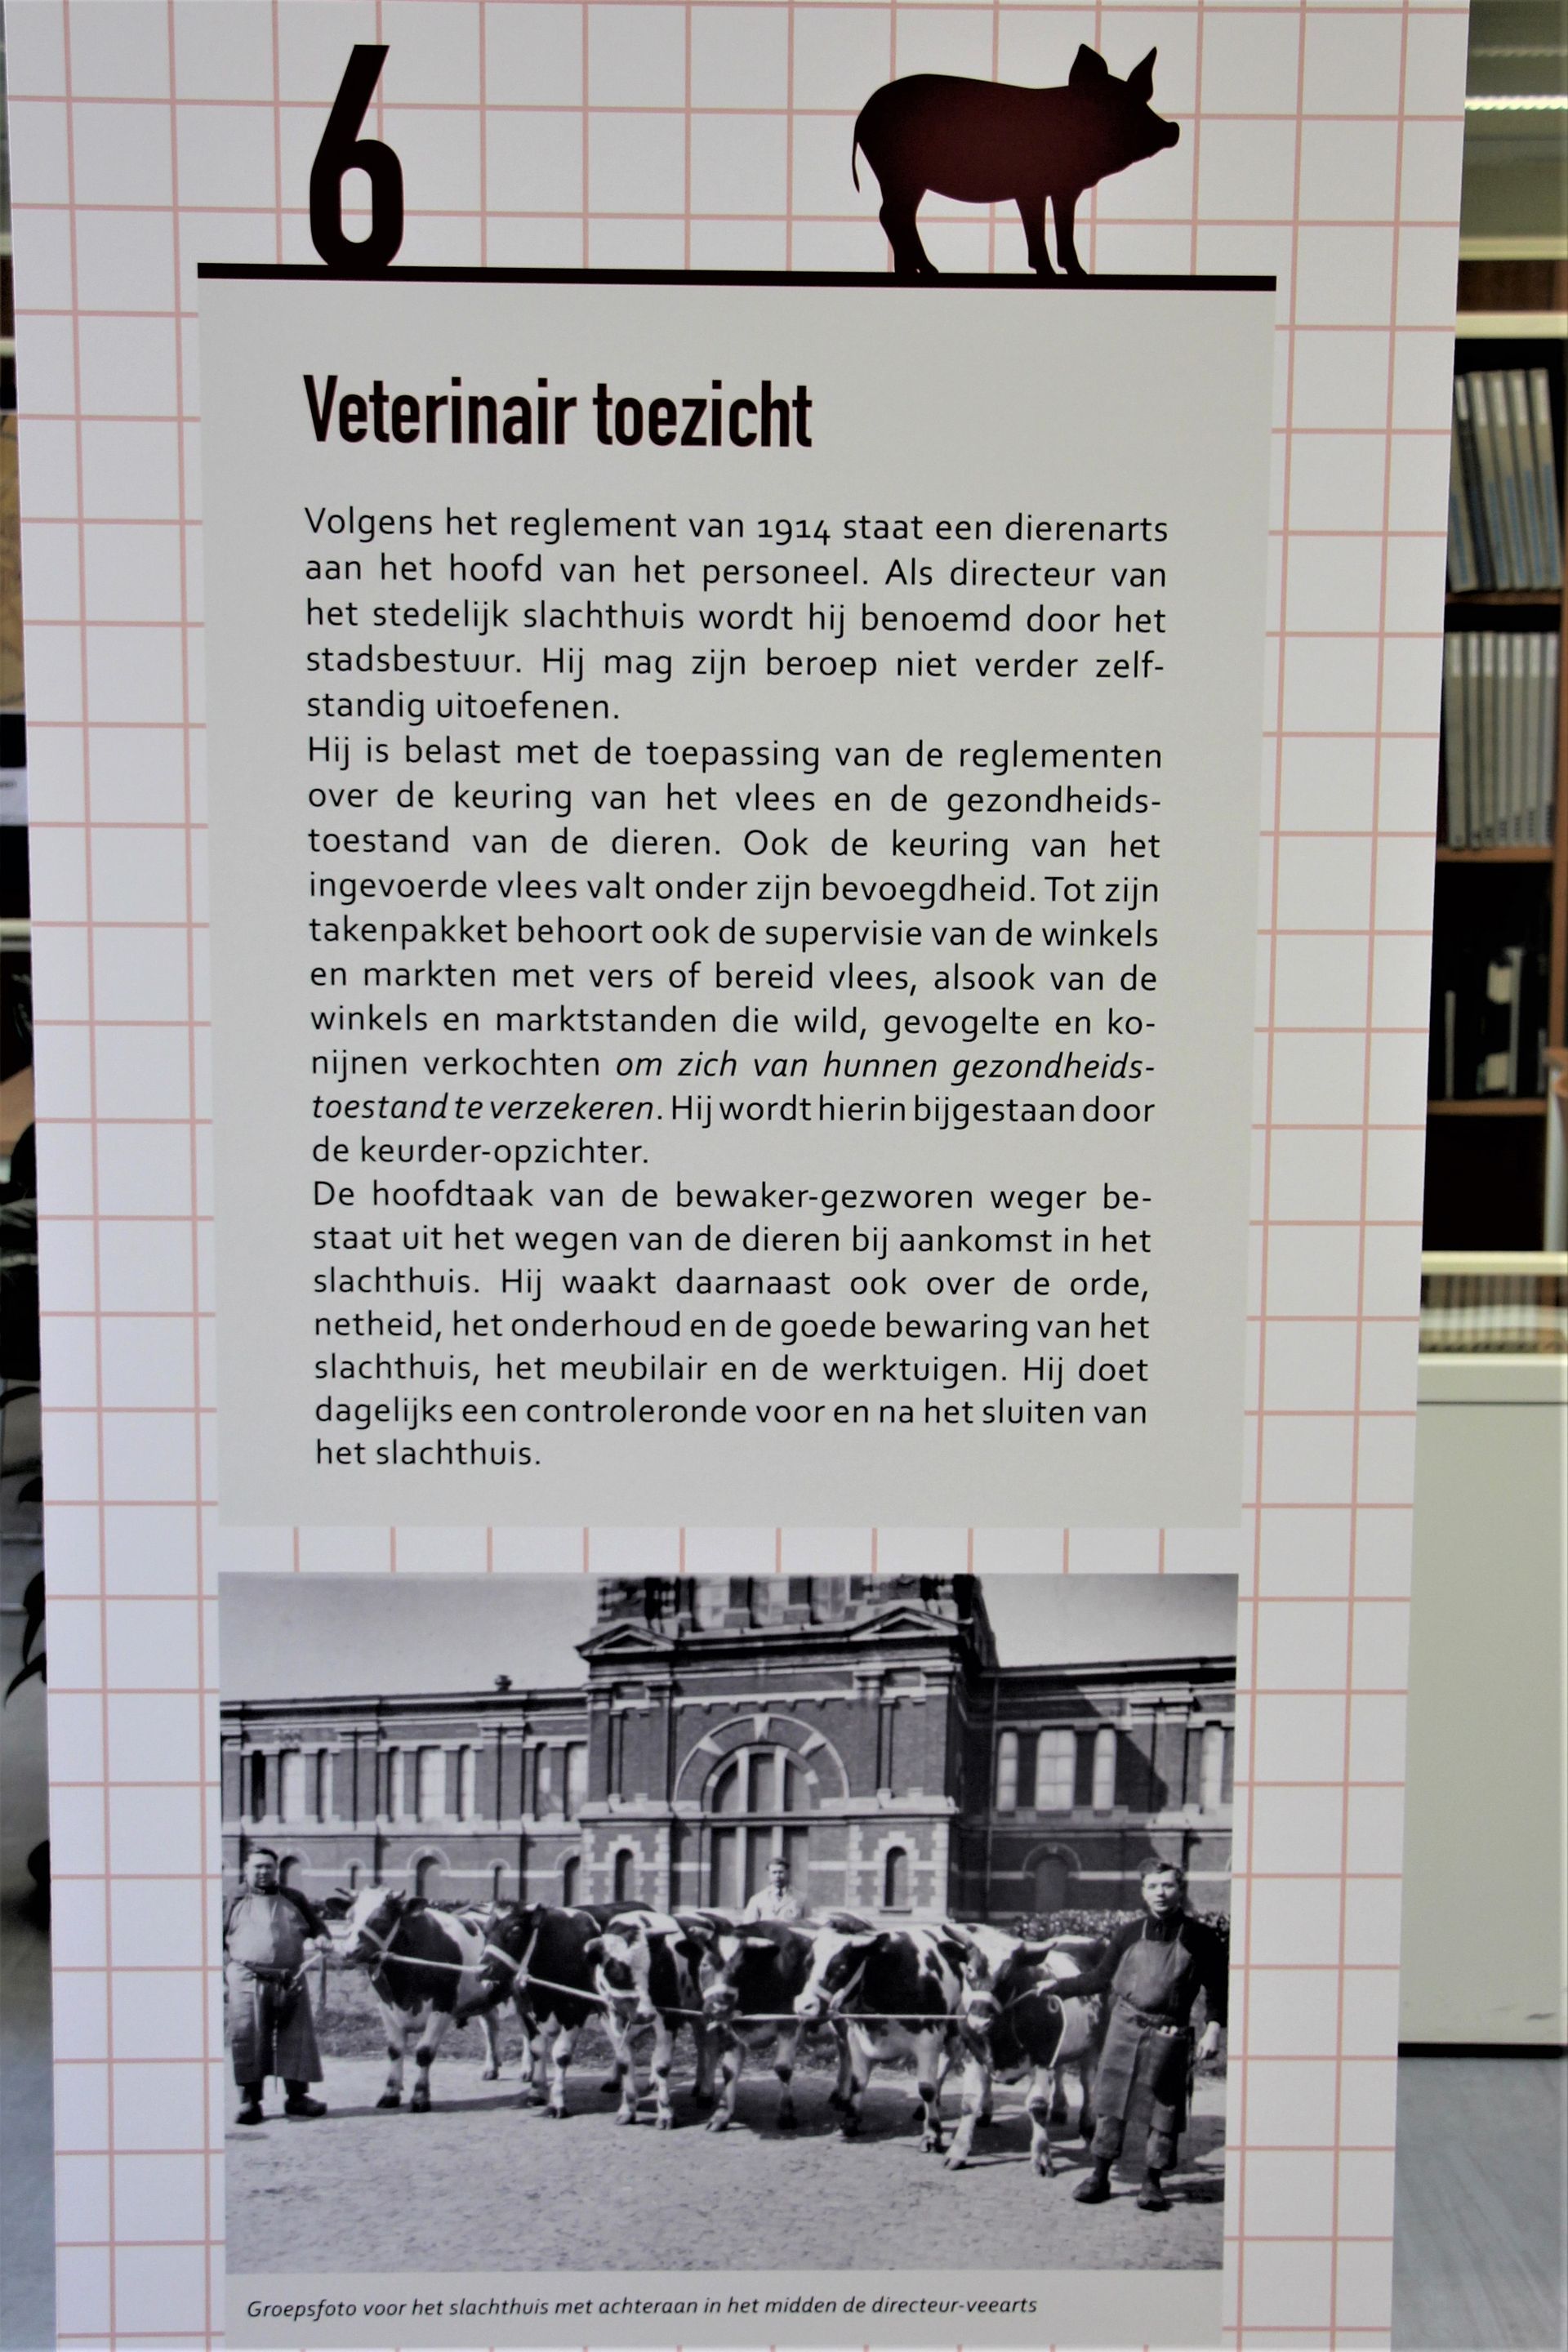 6
Veterinair toezicht
Volgens het reglement van 1914 staat een dierenarts
aan het hoofd van het personeel. Als directeur van
het stedelijk slachthuis wordt hij benoemd door het
stadsbestuur. Hij mag zijn beroep niet verder zelf-
standig uitoefenen.
Hij is belast met de toepassing van de reglementen
over de keuring van het vlees en de gezondheids-
toestand van de dieren. Ook de keuring van het
ingevoerde vlees valt onder zijn bevoegdheid. Tot zijn
takenpakket behoort ook de supervisie van de winkels
en markten met vers of bereid vlees, alsook van de
winkels en marktstanden die wild, gevogelte en ko-
nijnen verkochten om zich van hunnen gezondheids-
toestand te verzekeren. Hij wordt hierin bijgestaan door
de keurder-opzichter.
De hoofdtaak van de bewaker-gezworen weger be-
staat uit het wegen van de dieren bij aankomst in het
slachthuis. Hij waakt daarnaast ook over de orde,
netheid, het onderhoud en de goede bewaring van het
slachthuis, het meubilair en de werktuigen. Hij doet
dagelijks een controleronde voor en na het sluiten van
het slachthuis.
Groepsfoto voor het slachthuis met achteraan in het midden de directeur-veearts